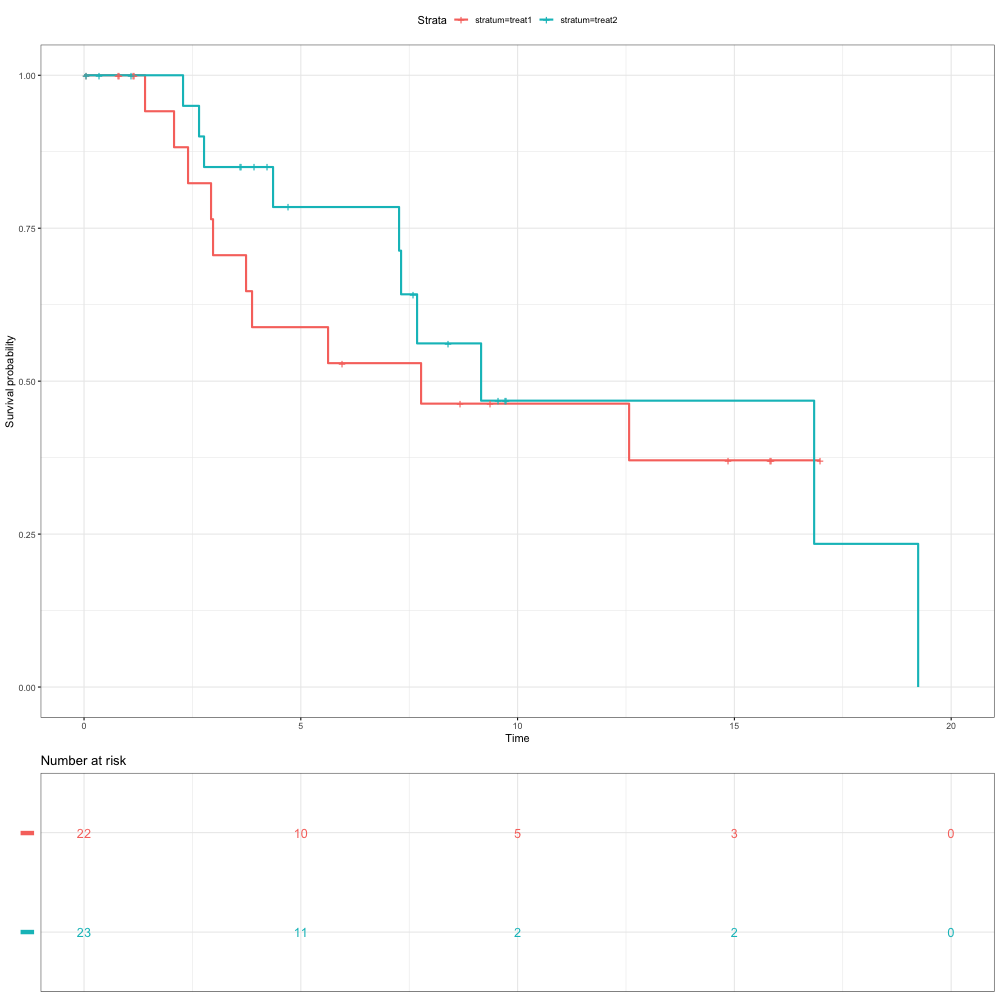 Strata stratum=treat1 stratum=treat2
1.00
0.75
0.50
0.25
0.00
Survival probability
0 5 10 15 20
Time
Number at risk
22 10 5 3 0
23 11 2 2 0